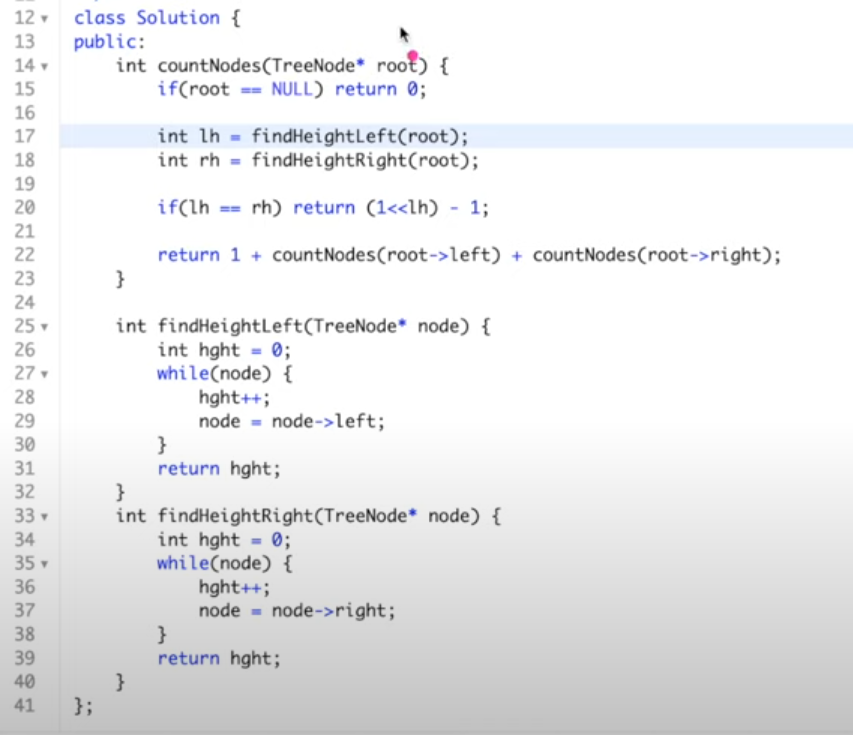 12 class Solution {
13 public:
14     int countNodes(TreeNode* root) {
15         if(root == NULL) return 0;
16
17         int lh = findHeightLeft(root);
18         int rh = findHeightRight(root);
19
20         if(lh == rh) return (1<<lh) - 1;
21
22         return 1 + countNodes(root->left) + countNodes(root->right);
23     }
24
25     int findHeightLeft(TreeNode* node) {
26         int hght = 0;
27         while(node) {
28             hght++;
29             node = node->left;
30         }
31         return hght;
32     }
33     int findHeightRight(TreeNode* node) {
34         int hght = 0;
35         while(node) {
36             hght++;
37             node = node->right;
38         }
39         return hght;
40     }
41 };